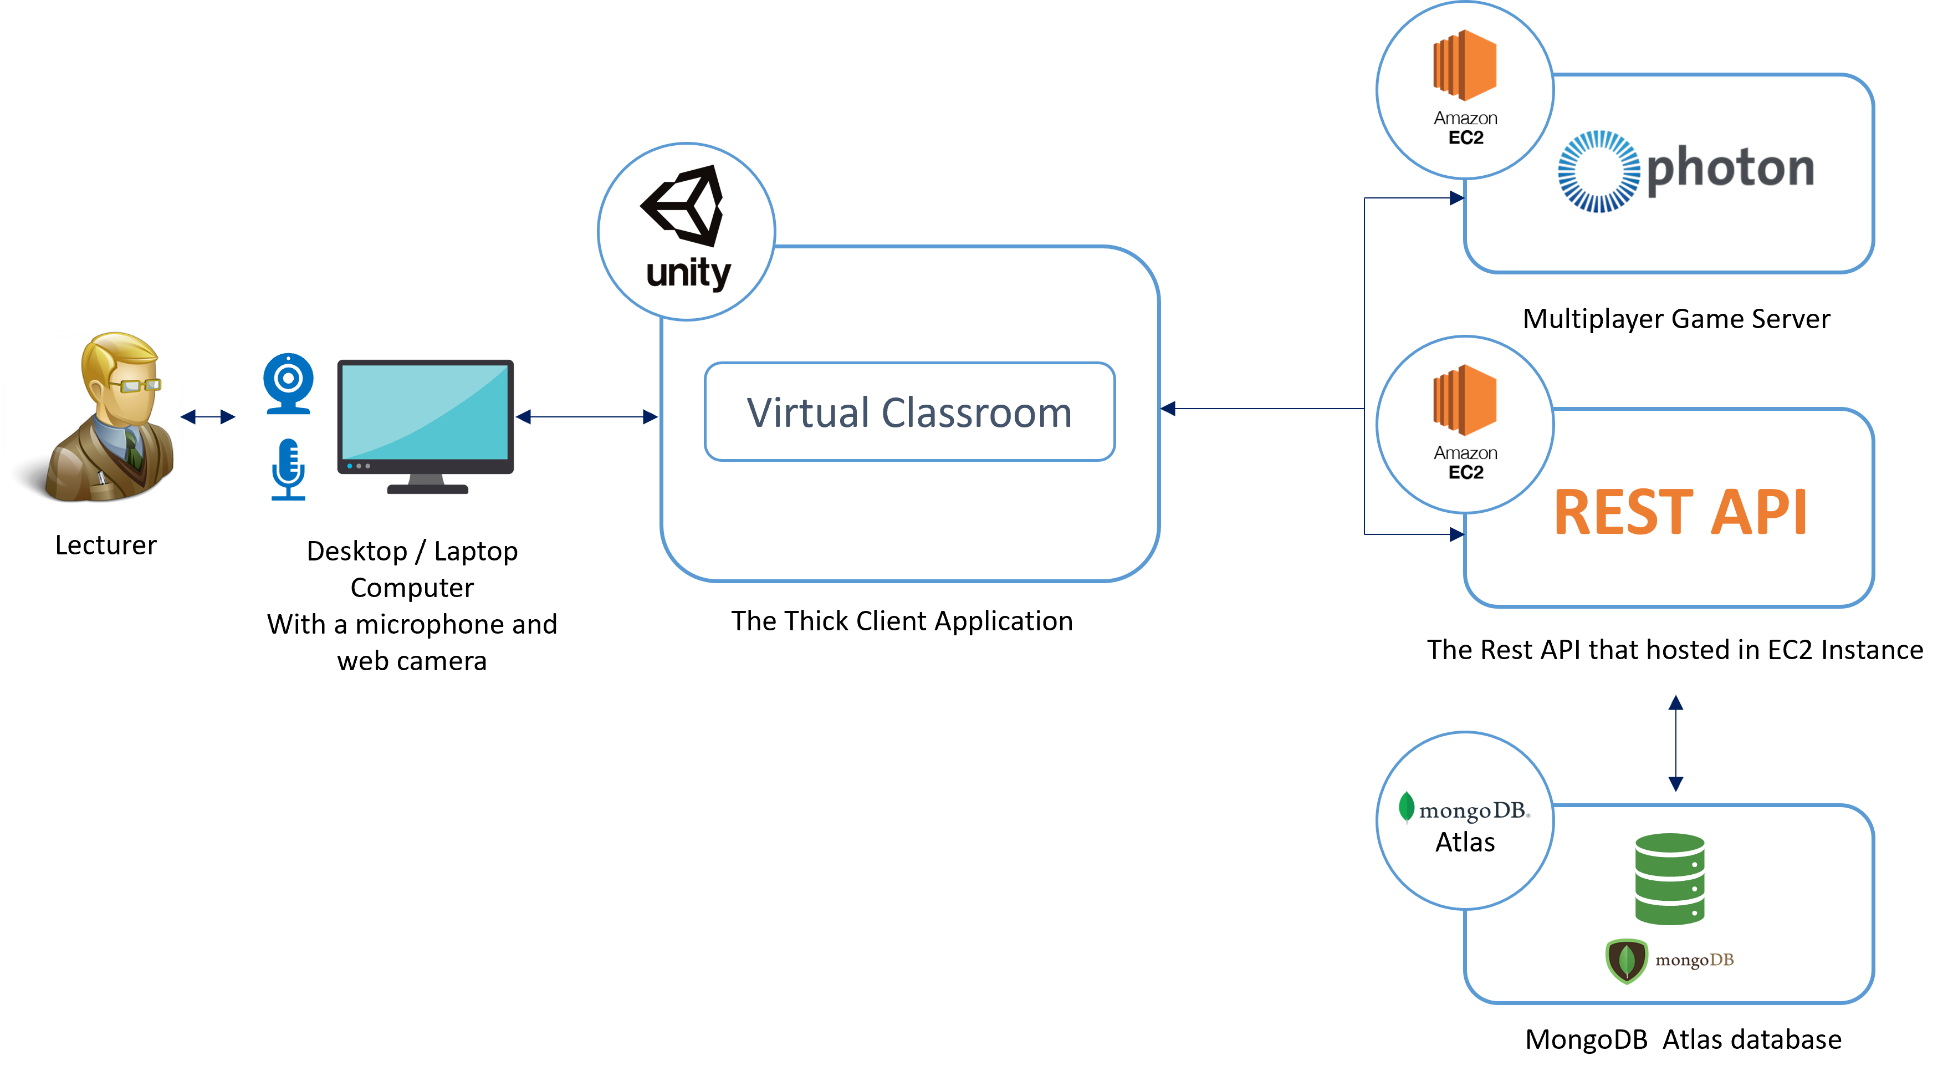 Amazon
EC2
photon
Multiplayer Game Server
unity
Virtual Classroom
The Thick Client Application
Lecturer
Desktop / Laptop
Computer
With a microphone and
web camera
Amazon
EC2
REST API
The Rest API that hosted in EC2 Instance
mongoDB®
Atlas
mongoDB
MongoDB  Atlas database